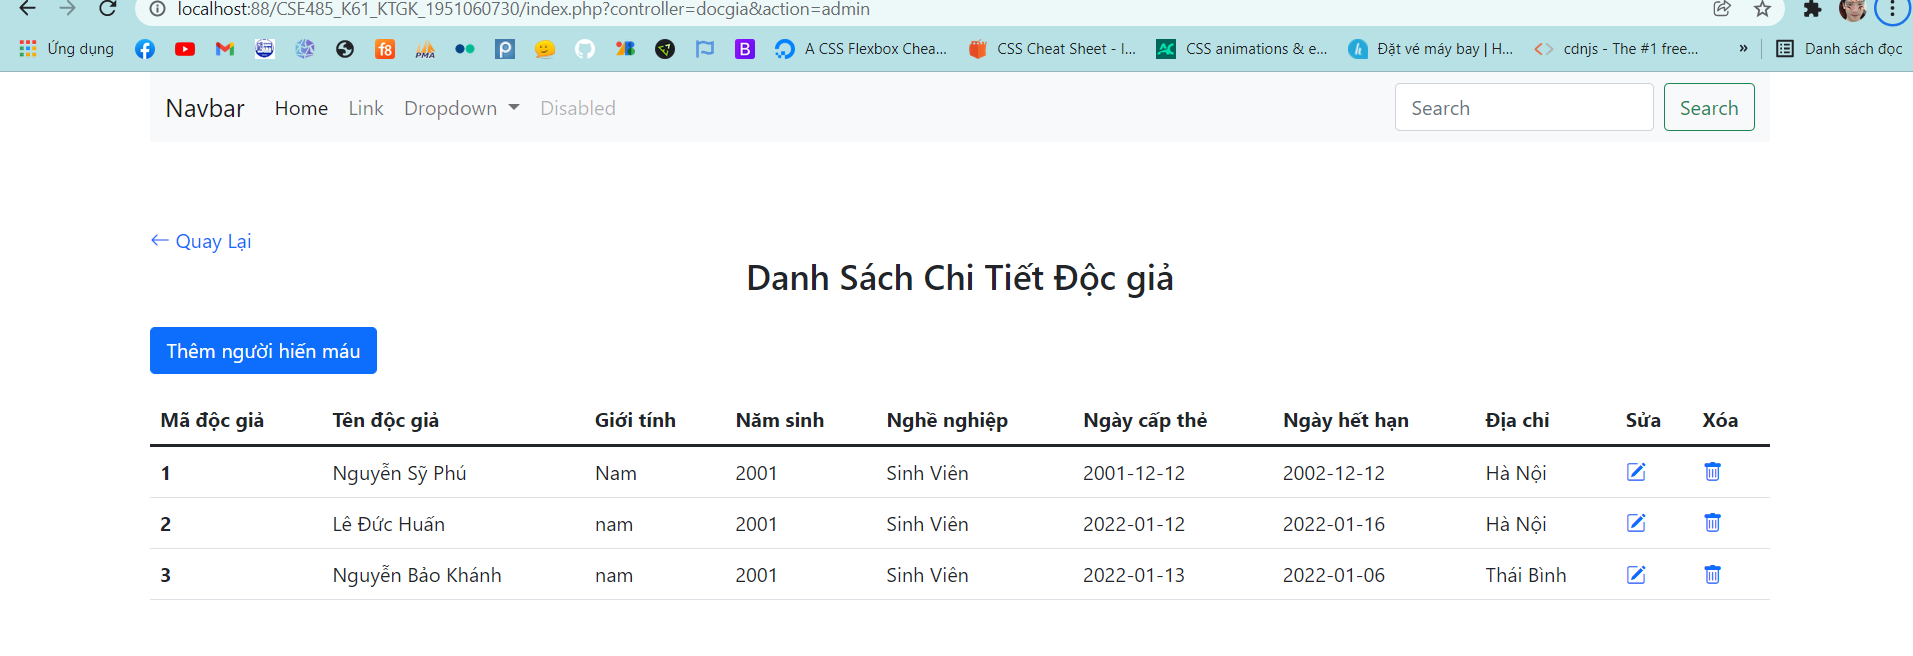 localhost:88/CSE485_K61_KTGK_1951060730/index.php?controller=docgia&action=admin
Ứng dụng f8 PMA B A CSS Flexbox Chea... CSS Cheat Sheet - I... AC CSS animations & e... Đặt vé máy bay | H... cdnjs - The #1 free... » Danh sách đọc
Navbar Home Link Dropdown Disabled Search Search
← Quay Lại
Danh Sách Chi Tiết Độc giả
Thêm người hiến máu
Mã độc giả Tên độc giả Giới tính Năm sinh Nghề nghiệp Ngày cấp thẻ Ngày hết hạn Địa chỉ Sửa Xóa
1 Nguyễn Sỹ Phú Nam 2001 Sinh Viên 2001-12-12 2002-12-12 Hà Nội
2 Lê Đức Huấn nam 2001 Sinh Viên 2022-01-12 2022-01-16 Hà Nội
3 Nguyễn Bảo Khánh nam 2001 Sinh Viên 2022-01-13 2022-01-06 Thái Bình